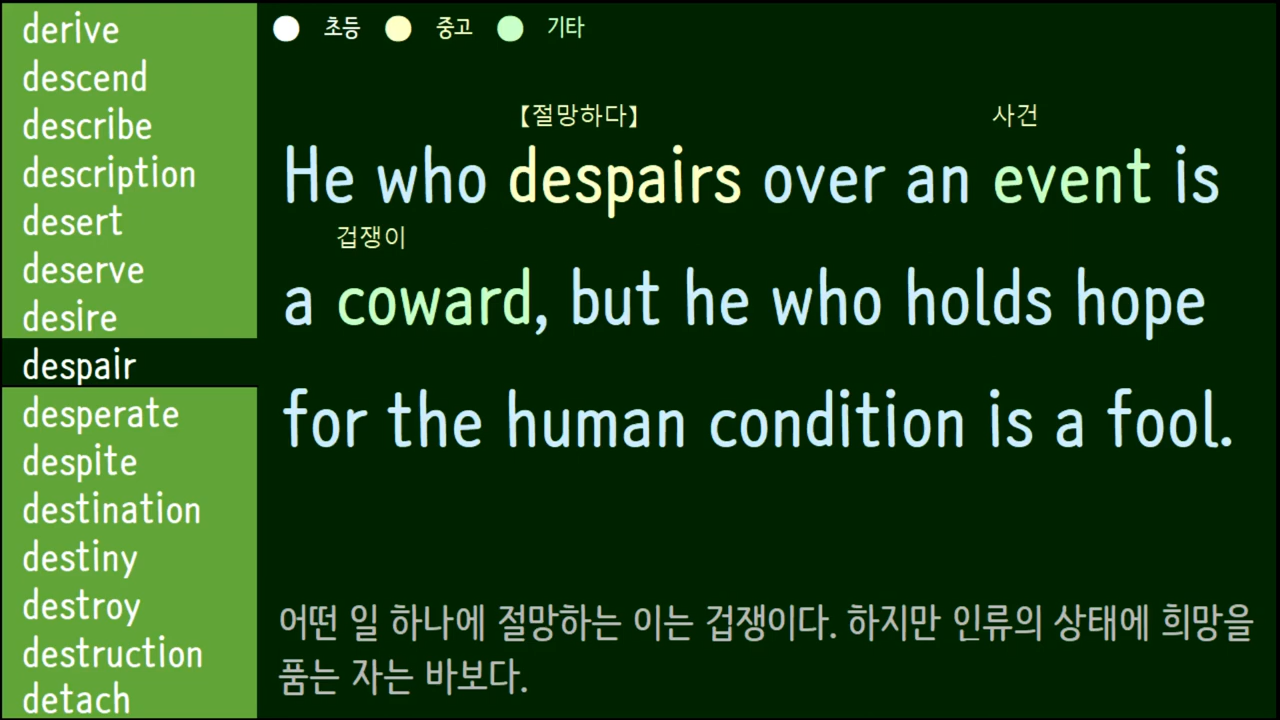 derive
descend
describe
description
desert
deserve
desire
despair
desperate
despite
destination
destiny
destroy
destruction
detach
초등 중고 기타
【절망하다】 사건
He who despairs over an event is
겁쟁이
a coward, but he who holds hope
for the human condition is a fool.
어떤 일 하나에 절망하는 이는 겁쟁이다. 하지만 인류의 상태에 희망을
품는 자는 바보다.